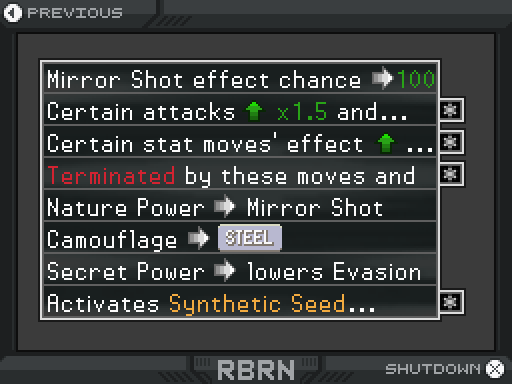 PREVIOUS
Mirror Shot effect chance ➡100
Certain attacks ⬆ x1.5 and...
Certain stat moves' effect ⬆ ...
Terminated by these moves and
Nature Power ➡ Mirror Shot
Camouflage ➡ STEEL
Secret Power ➡ lowers Evasion
Activates Synthetic Seed...
RBRN
SHUTDOWN